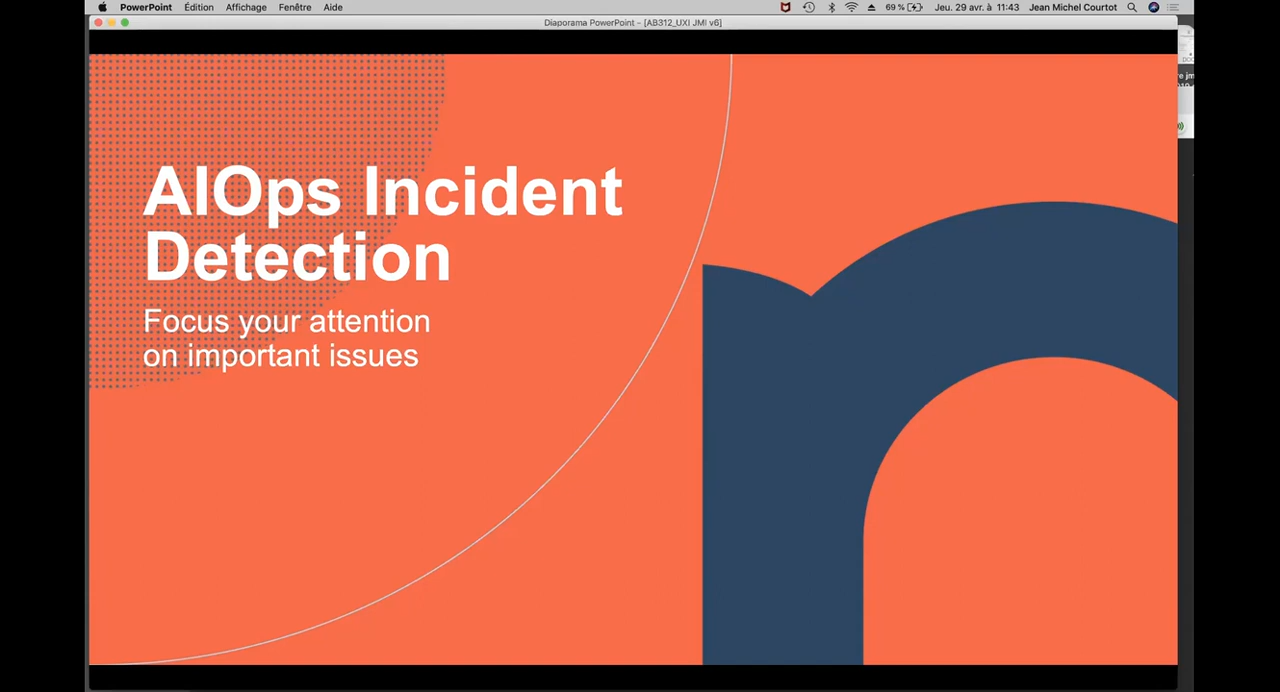 PowerPoint Édition Affichage Fenêtre Aide 69 % Jeu. 29 avr. à 11:43 Jean Michel Courtot
Diaporama PowerPoint - [AB312_UXI JMI v6]
AIOps Incident
Detection
Focus your attention
on important issues